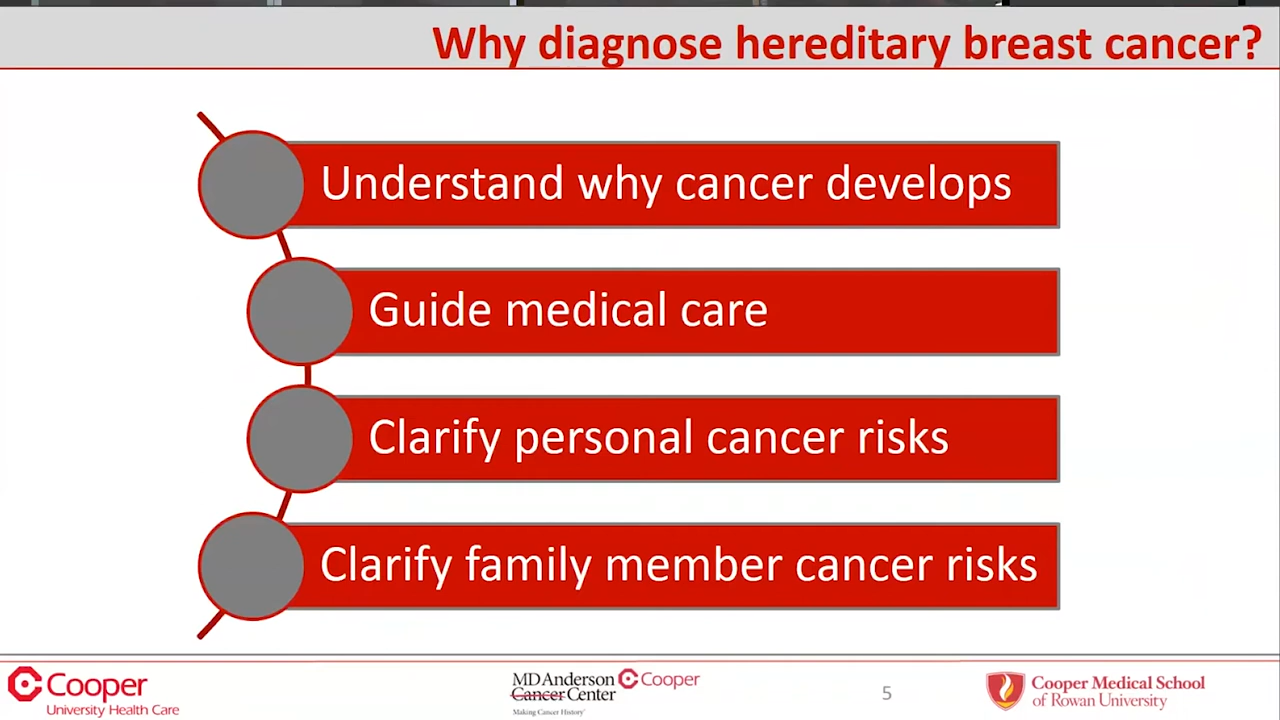 Why diagnose hereditary breast cancer?
Understand why cancer develops
Guide medical care
Clarify personal cancer risks
Clarify family member cancer risks
Cooper
University Health Care
MD Anderson Cooper
Cancer Center
Making Cancer History®
5
Cooper Medical School
of Rowan University